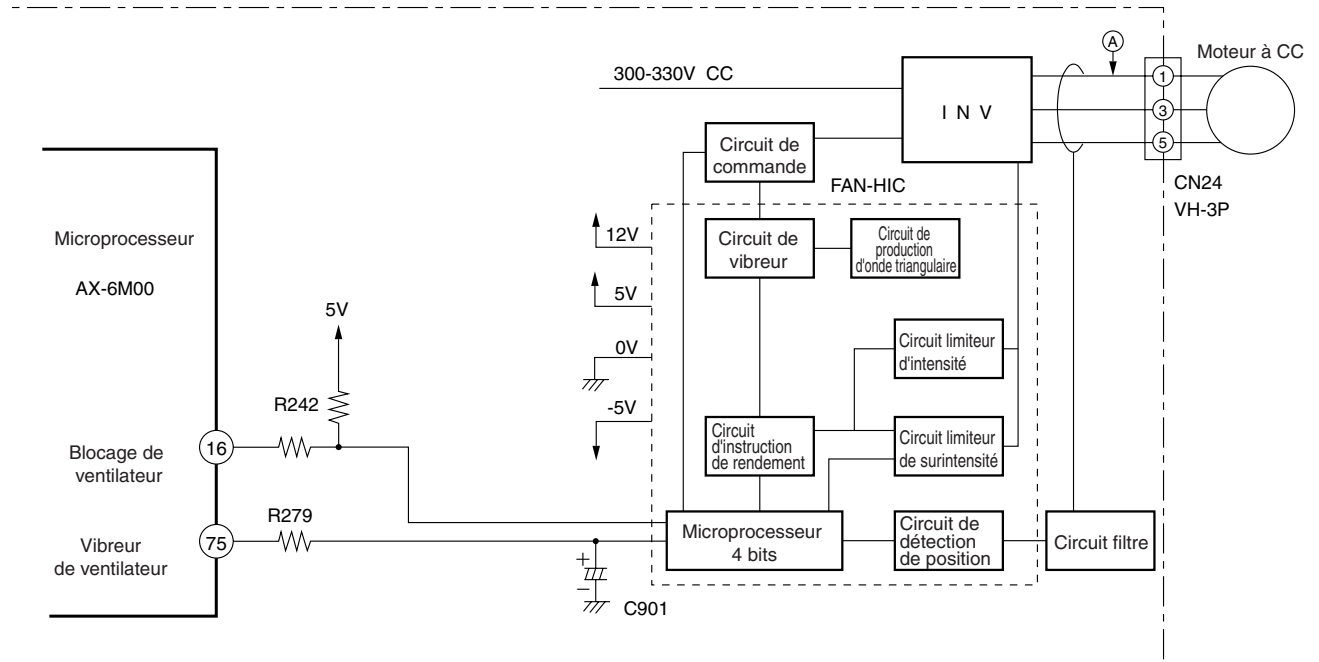 300-330V CC
A
Moteur à CC
I N V
1
3
5
CN24
VH-3P
Circuit de
commande
FAN-HIC
Microprocesseur
AX-6M00
12V
5V
0V
-5V
Circuit de
vibreur
Circuit de
production
d'onde triangulaire
5V
R242
Circuit limiteur
d'intensité
Blocage de
ventilateur
16
Circuit
d'instruction
de rendement
Circuit limiteur
de surintensité
Vibreur
de ventilateur
75
R279
Microprocesseur
4 bits
Circuit de
détection
de position
Circuit filtre
+
−
C901